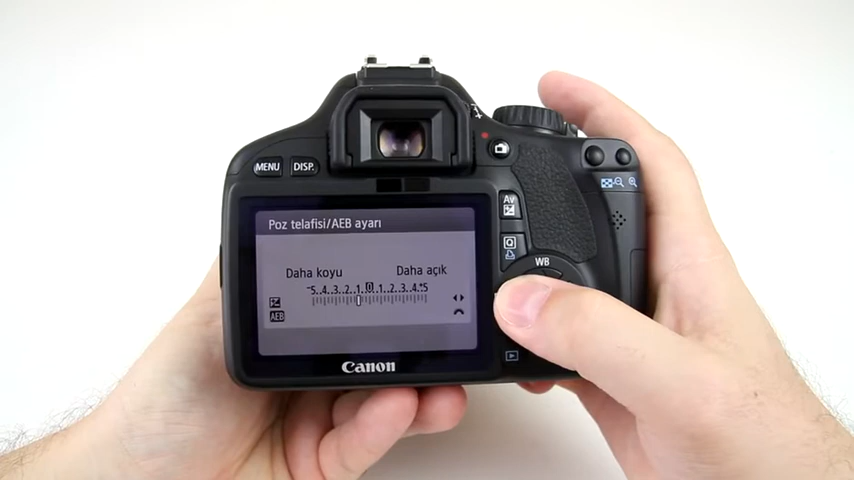 MENU
DISP.
Av
Q
WB
Poz telafisi/AEB ayarı
Daha koyu Daha açık
-5..4..3..2..1..0..1..2..3..4.+5
AEB
Canon